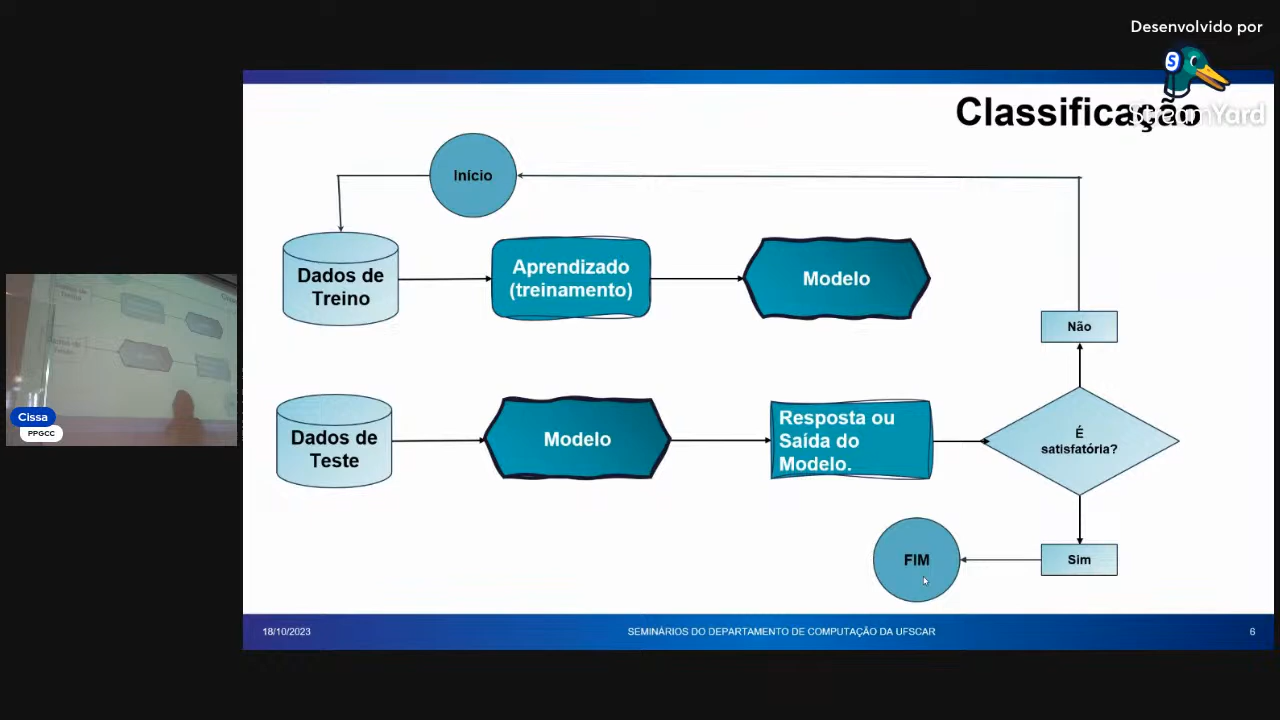 Desenvolvido por
StreamYard
Classificação
Início
Dados de
Treino
Aprendizado
(treinamento)
Modelo
Não
Dados de
Teste
Modelo
Resposta ou
Saída do
Modelo.
É
satisfatória?
Cissa
PPGCC
FIM
Sim
18/10/2023
SEMINÁRIOS DO DEPARTAMENTO DE COMPUTAÇÃO DA UFSCAR
6